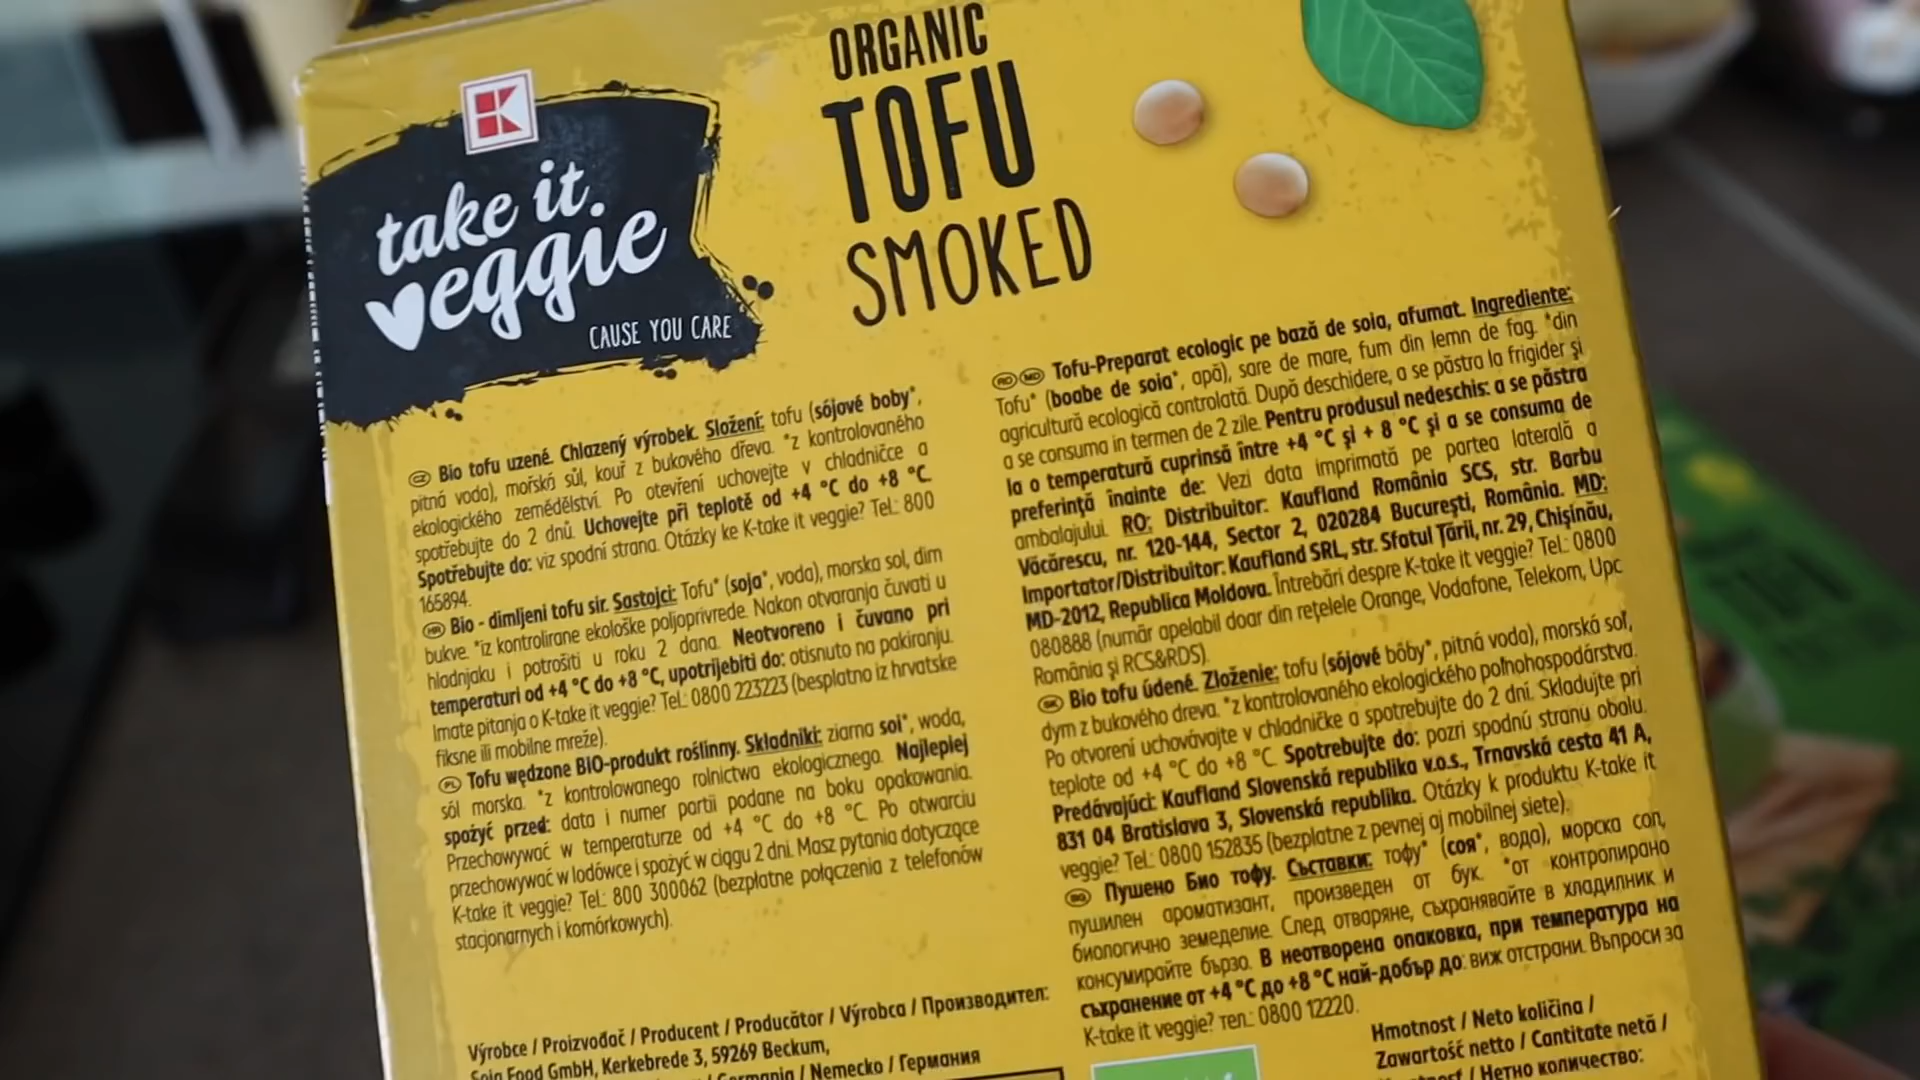 K
take it
veggie
CAUSE YOU CARE
ORGANIC
TOFU
SMOKED
CZ Bio tofu uzené. Chlazený výrobek. Složení: tofu (sójové boby*,
pitná voda), mořská sůl, kouř z bukového dřeva. *z kontrolovaného
ekologického zemědělství. Po otevření uchovejte v chladničce a
spotřebujte do 2 dnů. Uchovejte při teplotě od +4 °C do +8 °C.
Spotřebujte do: viz spodní strana. Otázky ke K-take it veggie? Tel.: 800
165894.
HR Bio - dimljeni tofu sir. Sastojci: Tofu* (soja*, voda), morska sol, dim
bukve. *iz kontrolirane ekološke poljoprivrede. Nakon otvaranja čuvati u
hladnjaku i potrošiti u roku 2 dana. Neotvoreno i čuvano pri
temperaturi od +4 °C do +8 °C, upotrijebiti do: otisnuto na pakiranju.
Imate pitanja o K-take it veggie? Tel.: 0800 223223 (besplatno iz hrvatske
fiksne ili mobilne mreže).
PL Tofu wędzone BIO-produkt roślinny. Składniki: ziarna soi*, woda,
sól morska. *z kontrolowanego rolnictwa ekologicznego. Najlepiej
spożyć przed: data i numer partii podane na boku opakowania.
Przechowywać w temperaturze od +4 °C do +8 °C. Po otwarciu
przechowywać w lodówce i spożyć w ciągu 2 dni. Masz pytania dotyczące
K-take it veggie? Tel.: 800 300062 (bezpłatne połączenia z telefonów
stacjonarnych i komórkowych).
RO MD Tofu-Preparat ecologic pe bază de soia, afumat. Ingrediente:
Tofu* (boabe de soia*, apă), sare de mare, fum din lemn de fag. *din
agricultură ecologică controlată. După deschidere, a se păstra la frigider și
a se consuma in termen de 2 zile. Pentru produsul nedeschis: a se păstra
la o temperatură cuprinsă între +4 °C și + 8 °C și a se consuma de
preferință înainte de: Vezi data imprimată pe partea laterală a
ambalajului. RO: Distribuitor: Kaufland România SCS, str. Barbu
Văcărescu, nr. 120-144, Sector 2, 020284 București, România. MD:
Importator/Distribuitor: Kaufland SRL, str. Sfatul Țării, nr. 29, Chișinău,
MD-2012, Republica Moldova. Întrebări despre K-take it veggie? Tel.: 0800
080888 (număr apelabil doar din rețelele Orange, Vodafone, Telekom, Upc
România și RCS&RDS).
SK Bio tofu údené. Zloženie: tofu (sójové bôby*, pitná voda), morská soľ,
dym z bukového dreva. *z kontrolovaného ekologického poľnohospodárstva.
Po otvorení uchovávajte v chladničke a spotrebujte do 2 dní. Skladujte pri
teplote od +4 °C do +8 °C. Spotrebujte do: pozri spodnú stranu obalu.
Predávajúci: Kaufland Slovenská republika v.o.s., Trnavská cesta 41 A,
831 04 Bratislava 3, Slovenská republika. Otázky k produktu K-take it
veggie? Tel.: 0800 152835 (bezplatne z pevnej aj mobilnej siete).
BG Пушено Био тофу. Съставки: тофу* (соя*, вода), морска сол,
пушилен ароматизант, произведен от бук. *от контролирано
биологично земеделие. След отваряне, съхранявайте в хладилник и
консумирайте бързо. В неотворена опаковка, при температура на
съхранение от +4 °C до +8 °C най-добър до: виж отстрани. Въпроси за
K-take it veggie? тел.: 0800 12220.
Výrobce / Proizvođač / Producent / Producător / Výrobca / Производител:
Soja Food GmbH, Kerkebrede 3, 59269 Beckum,
/ Germania / Nemecko / Германия
Hmotnost / Neto količina /
Zawartość netto / Cantitate netă /
/ Нетно количество: